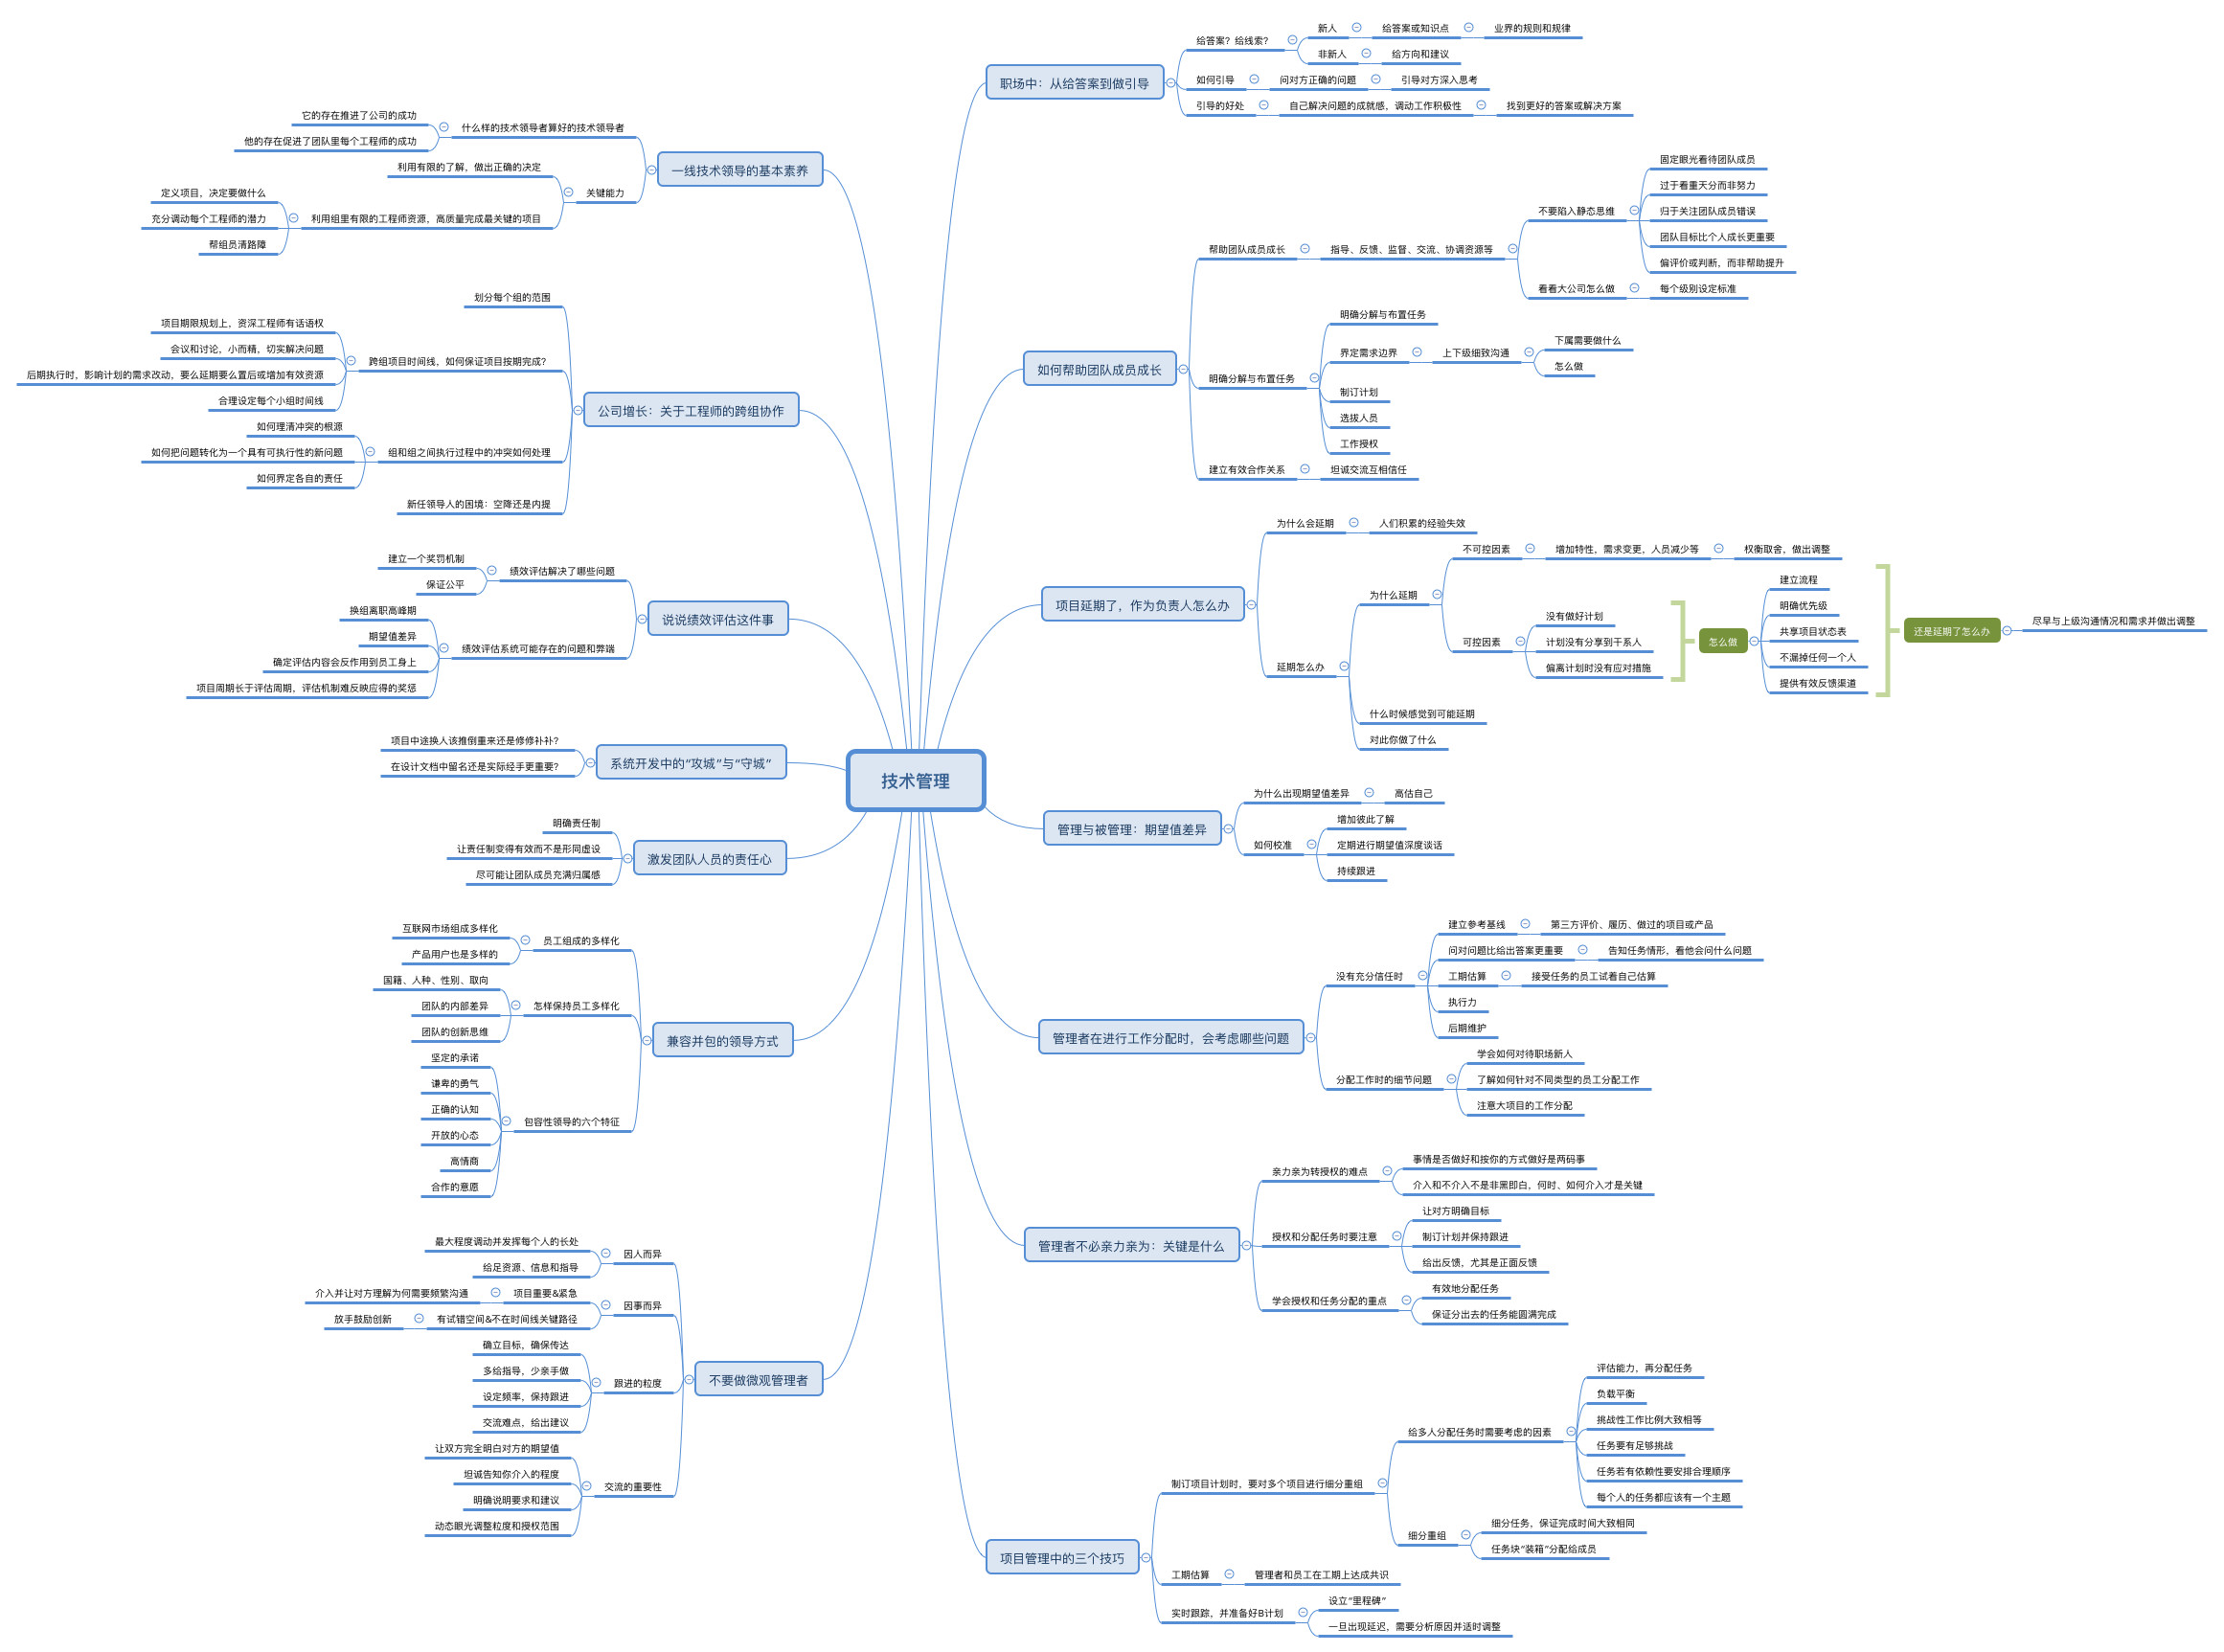 技术管理
职场中：从给答案到做引导
给答案？给线索？
新人
给答案或知识点
业界的规则和规律
非新人
给方向和建议
如何引导
问对方正确的问题
引导对方深入思考
引导的好处
自己解决问题的成就感，调动工作积极性
找到更好的答案或解决方案
如何帮助团队成员成长
帮助团队成员成长
指导、反馈、监督、交流、协调资源等
不要陷入静态思维
固定眼光看待团队成员
过于看重天分而非努力
归于关注团队成员错误
团队目标比个人成长更重要
偏评价或判断，而非帮助提升
看看大公司怎么做
每个级别设定标准
明确分解与布置任务
明确分解与布置任务
界定需求边界
上下级细致沟通
下属需要做什么
怎么做
制订计划
选拔人员
工作授权
建立有效合作关系
坦诚交流互相信任
项目延期了，作为负责人怎么办
为什么会延期
人们积累的经验失效
延期怎么办
为什么延期
不可控因素
增加特性，需求变更，人员减少等
权衡取舍，做出调整
可控因素
没有做好计划
计划没有分享到干系人
偏离计划时没有应对措施
怎么做
建立流程
明确优先级
共享项目状态表
不漏掉任何一个人
提供有效反馈渠道
还是延期了怎么办
尽早与上级沟通情况和需求并做出调整
什么时候感觉到可能延期
对此你做了什么
管理与被管理：期望值差异
为什么出现期望值差异
高估自己
如何校准
增加彼此了解
定期进行期望值深度谈话
持续跟进
管理者在进行工作分配时，会考虑哪些问题
没有充分信任时
建立参考基线
第三方评价、履历、做过的项目或产品
问对问题比给出答案更重要
告知任务情形，看他会问什么问题
工期估算
接受任务的员工试着自己估算
执行力
后期维护
分配工作时的细节问题
学会如何对待职场新人
了解如何针对不同类型的员工分配工作
注意大项目的工作分配
管理者不必亲力亲为：关键是什么
亲力亲为转授权的难点
事情是否做好和按你的方式做好是两码事
介入和不介入不是非黑即白，何时、如何介入才是关键
授权和分配任务时要注意
让对方明确目标
制订计划并保持跟进
给出反馈，尤其是正面反馈
学会授权和任务分配的重点
有效地分配任务
保证分出去的任务能圆满完成
项目管理中的三个技巧
制订项目计划时，要对多个项目进行细分重组
给多人分配任务时需要考虑的因素
评估能力，再分配任务
负载平衡
挑战性工作比例大致相等
任务要有足够挑战
任务若有依赖性要安排合理顺序
每个人的任务都应该有一个主题
细分重组
细分任务，保证完成时间大致相同
任务块“装箱”分配给成员
工期估算
管理者和员工在工期上达成共识
实时跟踪，并准备好B计划
设立“里程碑”
一旦出现延迟，需要分析原因并适时调整
一线技术领导的基本素养
什么样的技术领导者算好的技术领导者
它的存在推进了公司的成功
他的存在促进了团队里每个工程师的成功
关键能力
利用有限的了解，做出正确的决定
利用组里有限的工程师资源，高质量完成最关键的项目
定义项目，决定要做什么
充分调动每个工程师的潜力
帮组员清路障
公司增长：关于工程师的跨组协作
划分每个组的范围
跨组项目时间线，如何保证项目按期完成？
项目期限规划上，资深工程师有话语权
会议和讨论，小而精，切实解决问题
后期执行时，影响计划的需求改动，要么延期要么置后或增加有效资源
合理设定每个小组时间线
组和组之间执行过程中的冲突如何处理
如何理清冲突的根源
如何把问题转化为一个具有可执行性的新问题
如何界定各自的责任
新任领导人的困境：空降还是内提
说说绩效评估这件事
绩效评估解决了哪些问题
建立一个奖罚机制
保证公平
绩效评估系统可能存在的问题和弊端
换组离职高峰期
期望值差异
确定评估内容会反作用到员工身上
项目周期长于评估周期，评估机制难反映应得的奖惩
系统开发中的“攻城”与“守城”
项目中途换人该推倒重来还是修修补补？
在设计文档中留名还是实际经手更重要？
激发团队人员的责任心
明确责任制
让责任制变得有效而不是形同虚设
尽可能让团队成员充满归属感
兼容并包的领导方式
员工组成的多样化
互联网市场组成多样化
产品用户也是多样的
怎样保持员工多样化
国籍、人种、性别、取向
团队的内部差异
团队的创新思维
包容性领导的六个特征
坚定的承诺
谦卑的勇气
正确的认知
开放的心态
高情商
合作的意愿
不要做微观管理者
因人而异
最大程度调动并发挥每个人的长处
给足资源、信息和指导
因事而异
项目重要&紧急
介入并让对方理解为何需要频繁沟通
有试错空间&不在时间线关键路径
放手鼓励创新
跟进的粒度
确立目标，确保传达
多给指导，少亲手做
设定频率，保持跟进
交流难点，给出建议
交流的重要性
让双方完全明白对方的期望值
坦诚告知你介入的程度
明确说明要求和建议
动态眼光调整粒度和授权范围